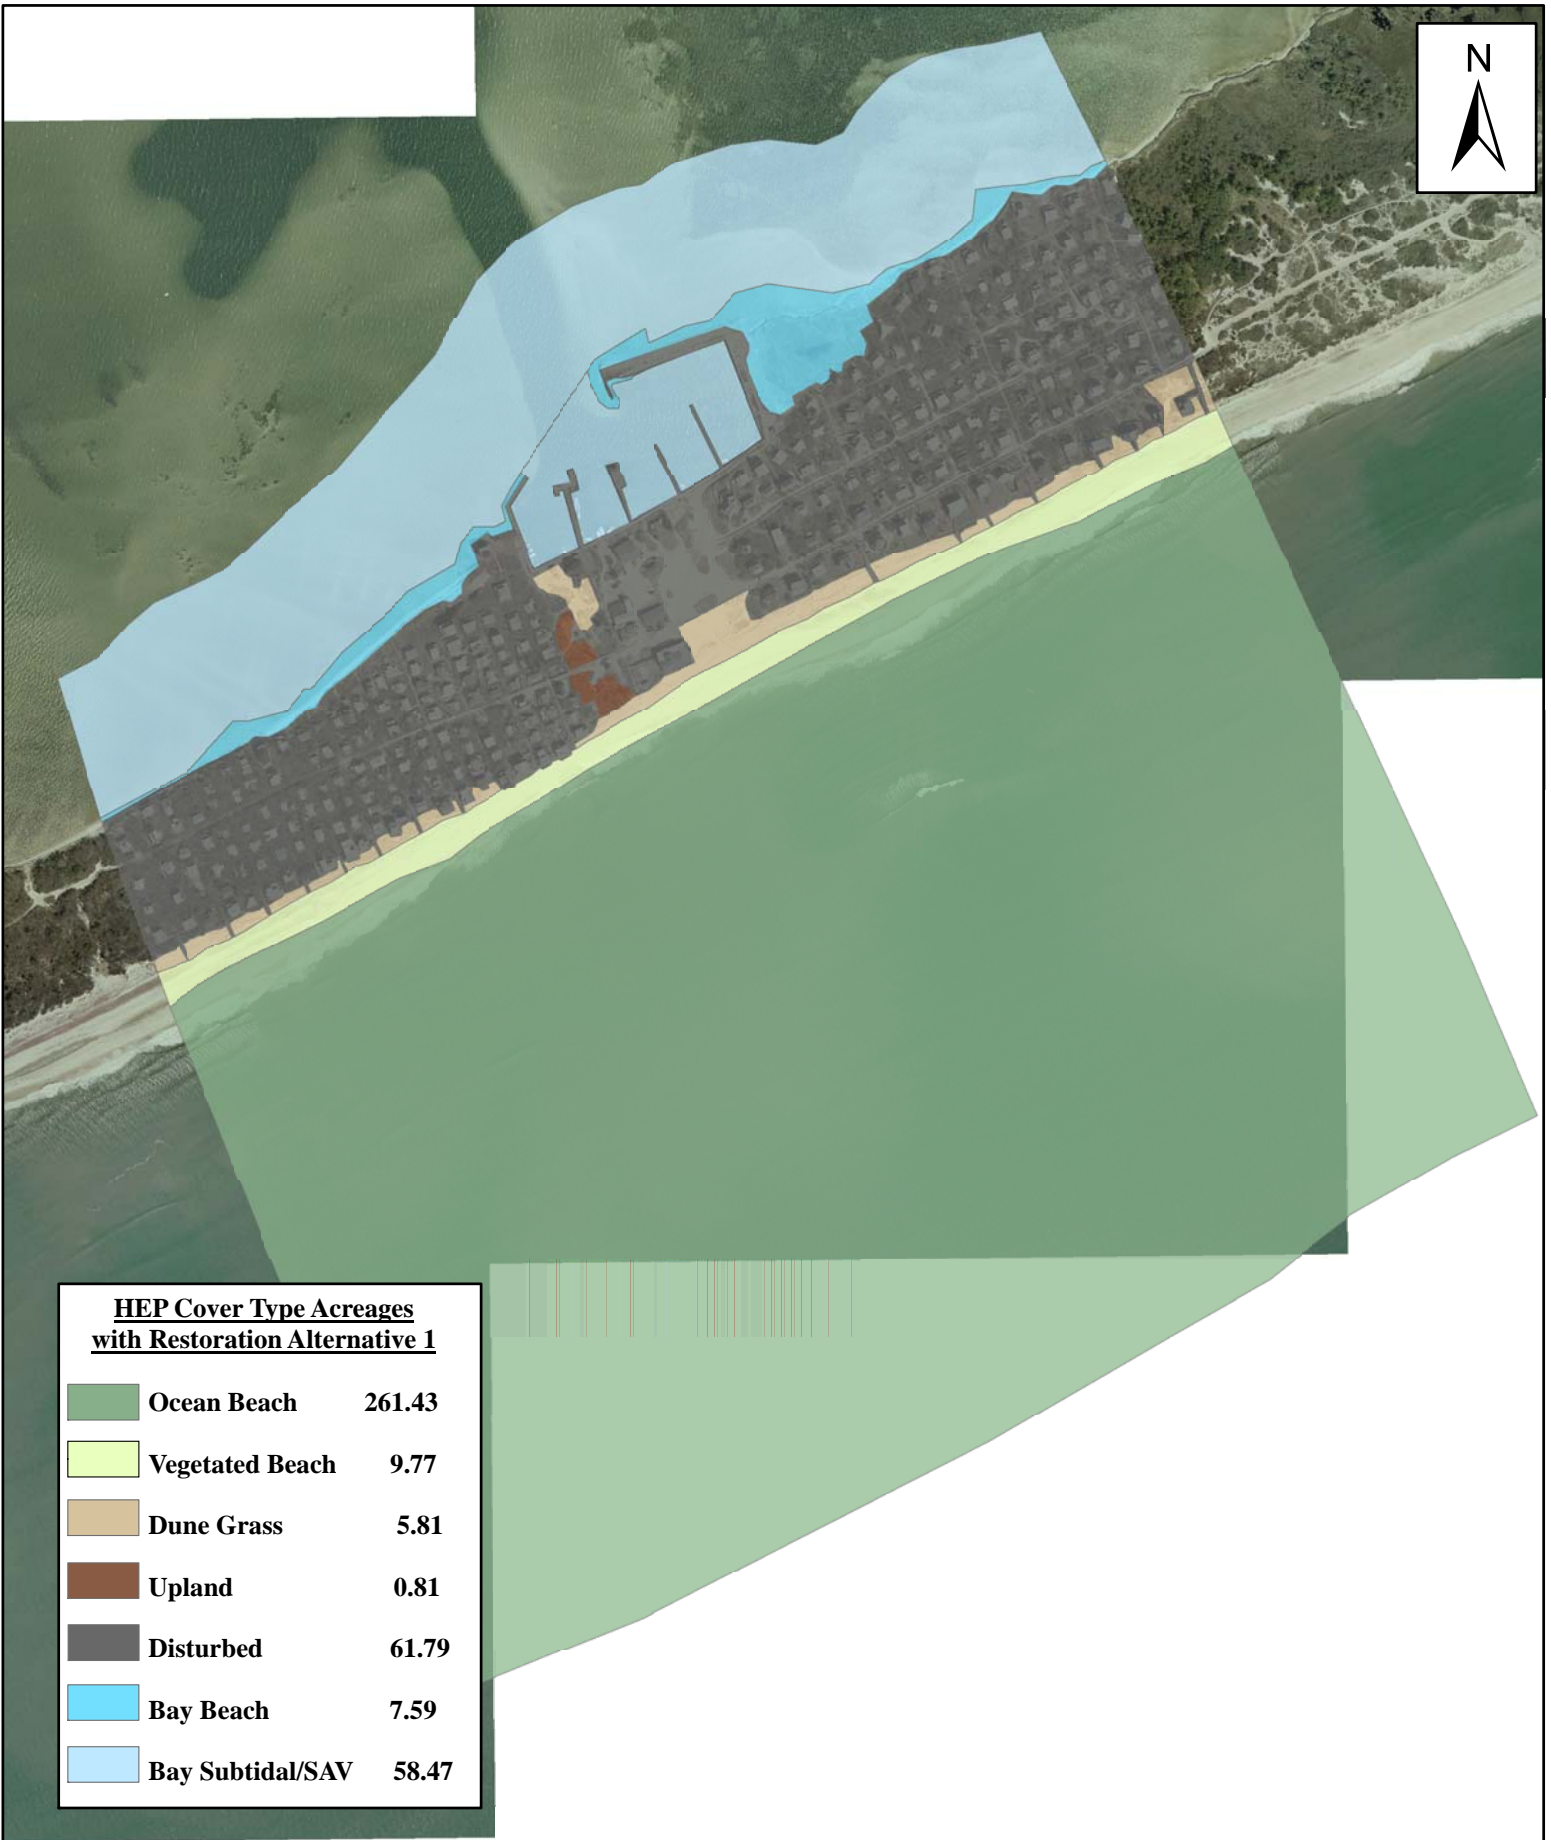 N
HEP Cover Type Acreages
with Restoration Alternative 1
Ocean Beach 261.43
Vegetated Beach 9.77
Dune Grass 5.81
Upland 0.81
Disturbed 61.79
Bay Beach 7.59
Bay Subtidal/SAV 58.47